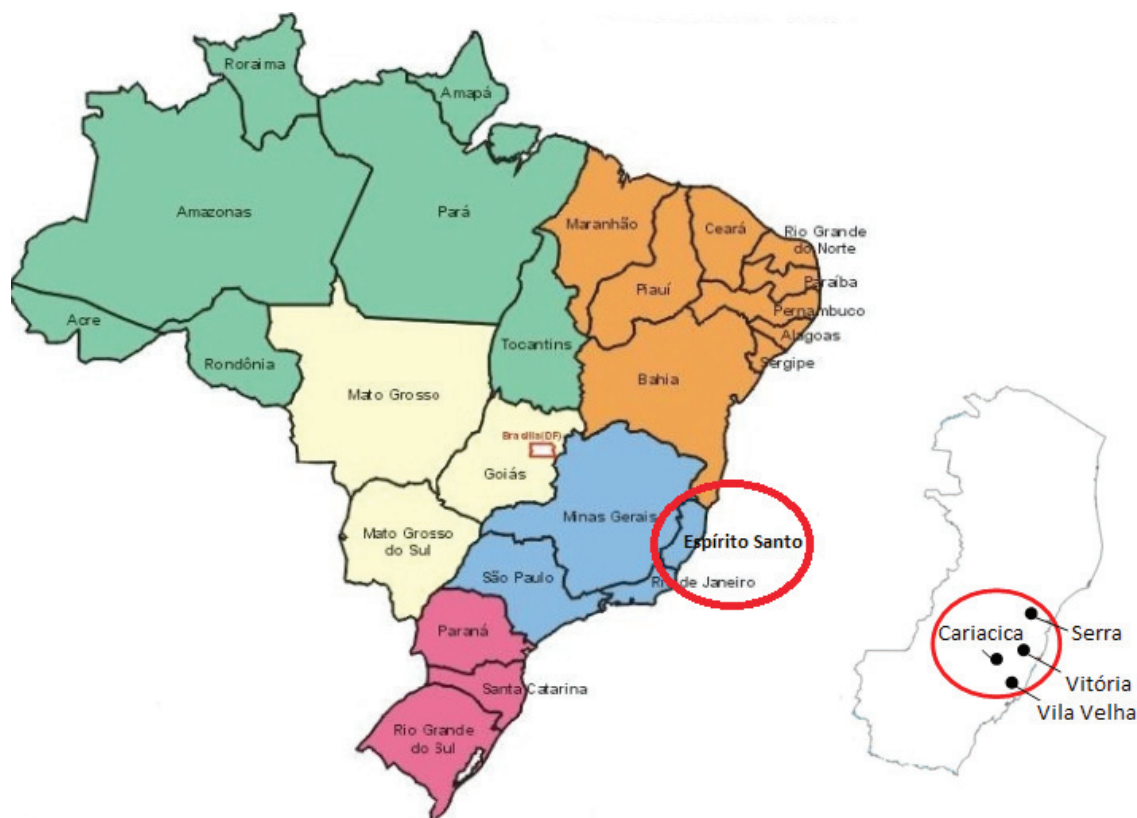 Roraima
Amapá
Amazonas
Pará
Maranhão
Ceará
Rio Grande
do Norte
Paraíba
Piauí
Pernambuco
Alagoas
Sergipe
Acre
Rondônia
Tocantins
Bahia
Mato Grosso
Brasília(DF)
Goiás
Minas Gerais
Espírito Santo
Mato Grosso
do Sul
São Paulo
Rio de Janeiro
Paraná
Santa Catarina
Rio Grande
do Sul
Cariacica
Serra
Vitória
Vila Velha